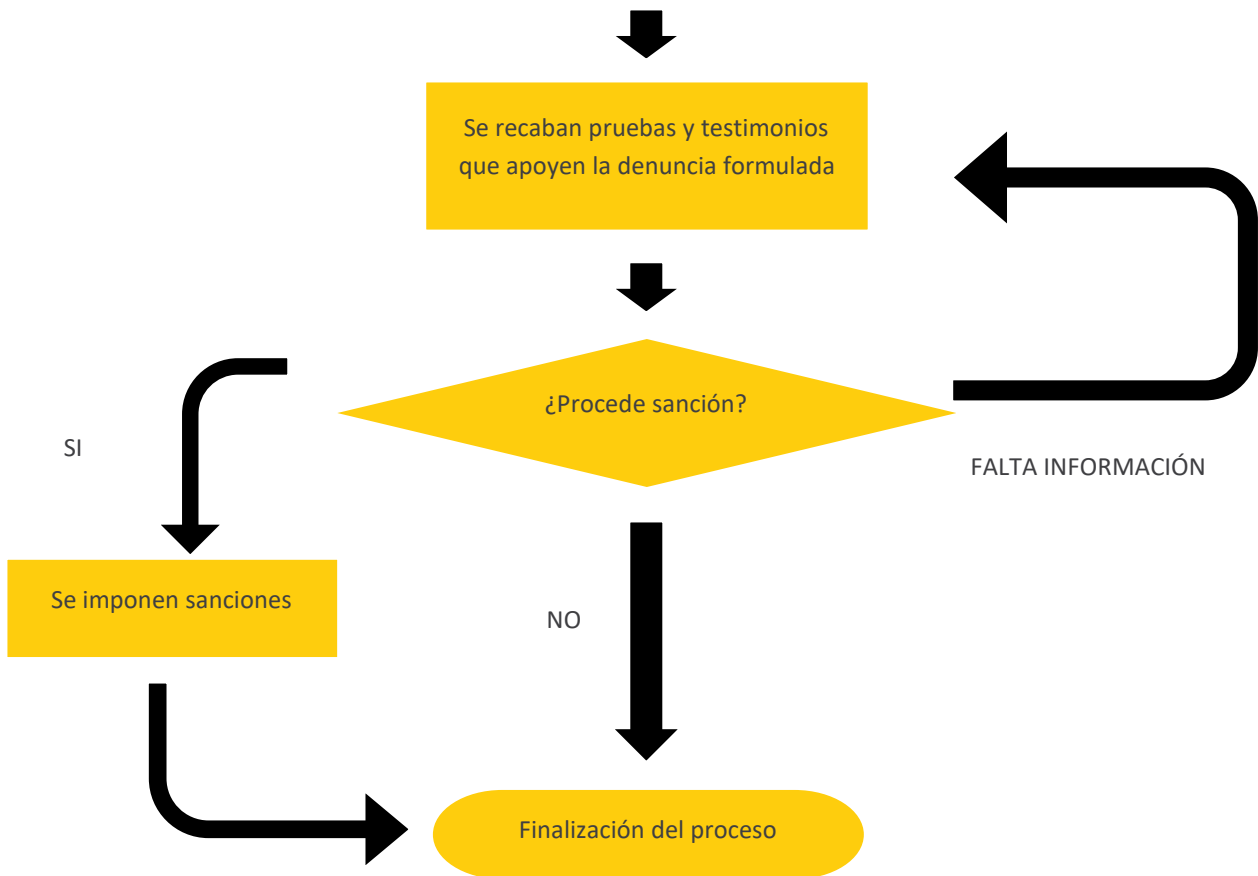 Se recaban pruebas y testimonios
que apoyen la denuncia formulada
¿Procede sanción?
SI
FALTA INFORMACIÓN
Se imponen sanciones
NO
Finalización del proceso